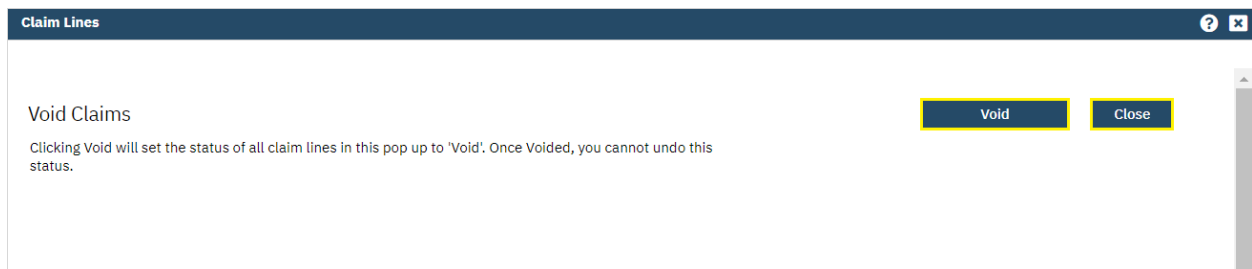 Claim Lines
Void Claims
Void
Close
Clicking Void will set the status of all claim lines in this pop up to 'Void'. Once Voided, you cannot undo this
status.